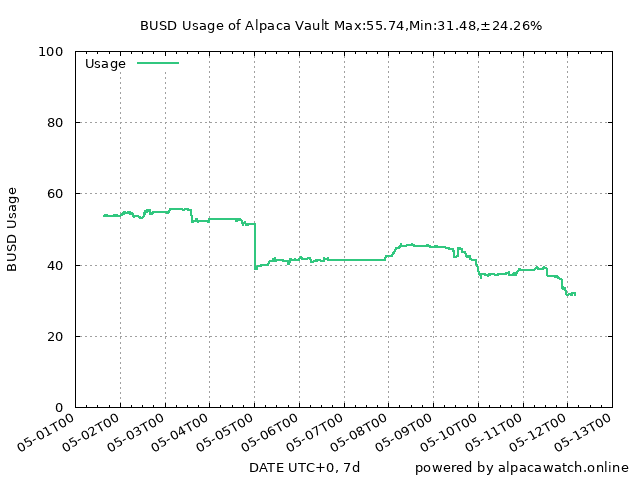 BUSD Usage of Alpaca Vault Max:55.74,Min:31.48,±24.26%
Usage
100
80
60
40
20
0
BUSD Usage
05-01T00
05-02T00
05-03T00
05-04T00
05-05T00
05-06T00
05-07T00
05-08T00
05-09T00
05-10T00
05-11T00
05-12T00
05-13T00
DATE UTC+0, 7d
powered by alpacawatch.online